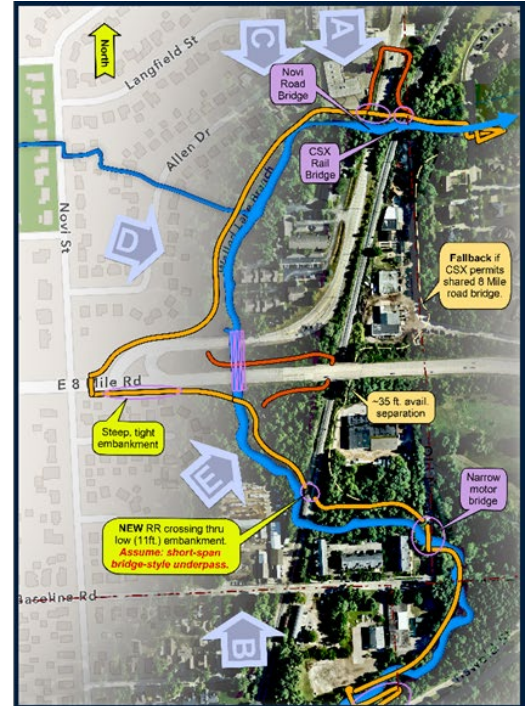 North
Langfield St
C
A
Novi
Road
Bridge
Allen Dr
CSX
Rail
Bridge
Novi St
D
Walled Lake Branch
Fallback if
CSX permits
shared 8 Mile
road bridge.
E 8 Mile Rd
Steep, tight
embankment
~35 ft. avail.
separation
E
NEW RR crossing thru
low (11ft.) embankment.
Assume: short-span
bridge-style underpass.
Narrow
motor
bridge
Baseline Rd
B